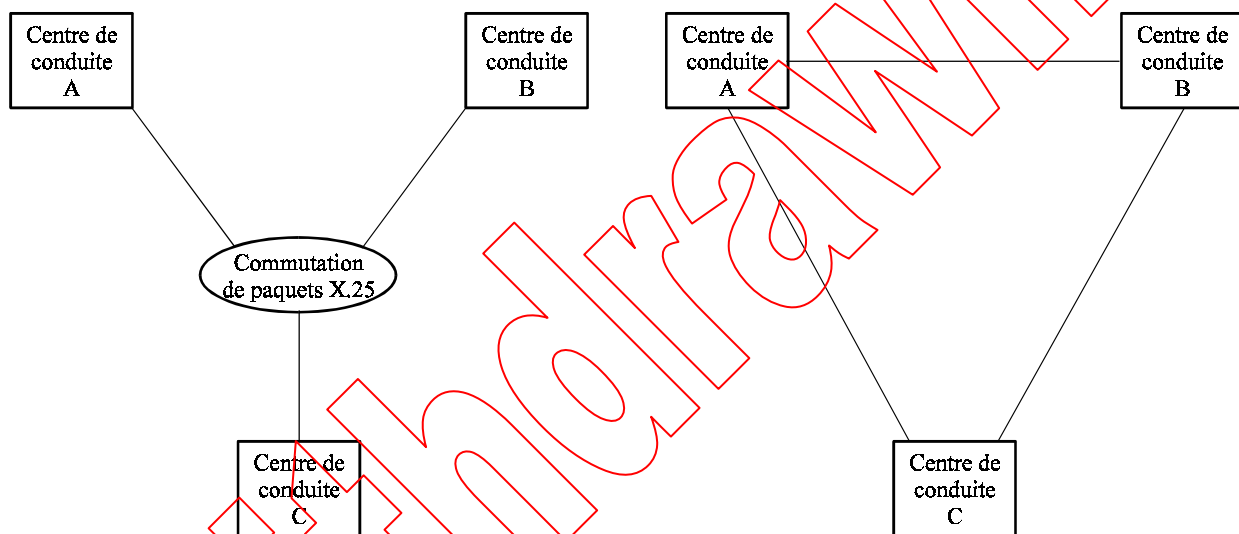 Centre de
conduite
A
Centre de
conduite
B
Commutation
de paquets X.25
Centre de
conduite
C
Centre de
conduite
A
Centre de
conduite
B
Centre de
conduite
C
thdraw